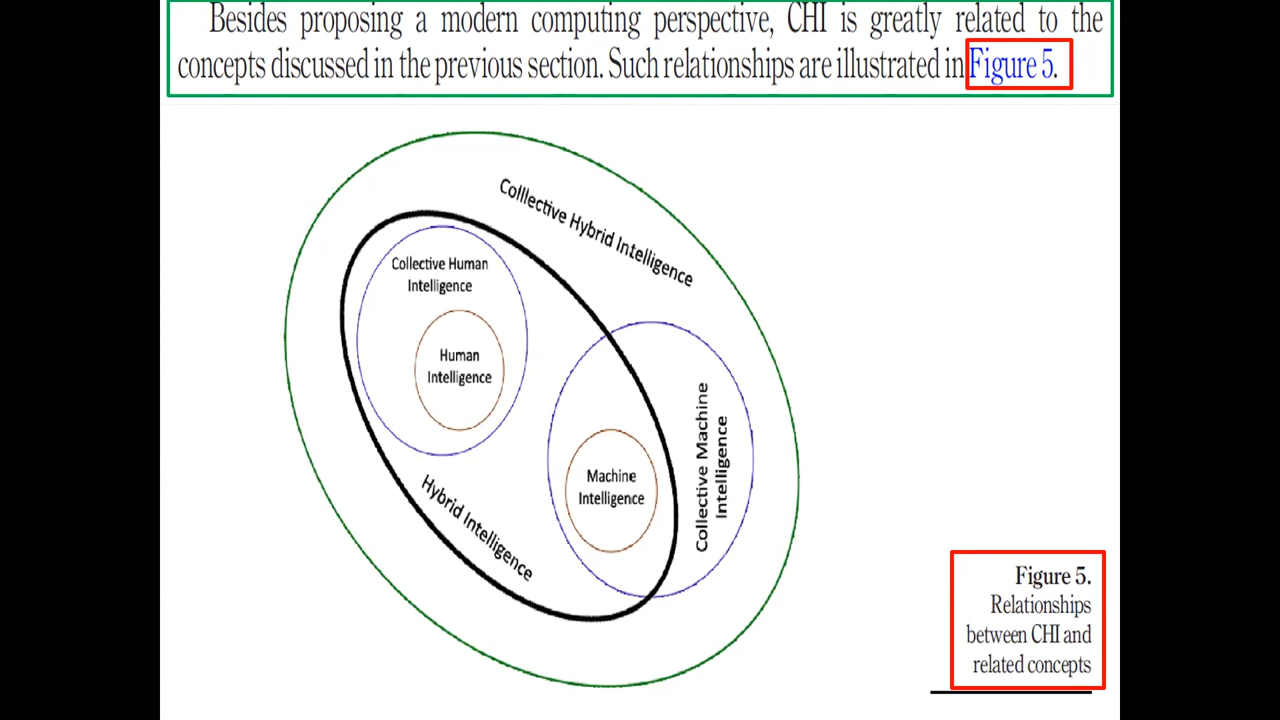 Besides proposing a modern computing perspective, CHI is greatly related to the
concepts discussed in the previous section. Such relationships are illustrated in Figure 5.
Colllective Hybrid Intelligence
Collective Human
Intelligence
Human
Intelligence
Collective Machine
Intelligence
Machine
Intelligence
Hybrid Intelligence
Figure 5.
Relationships
between CHI and
related concepts